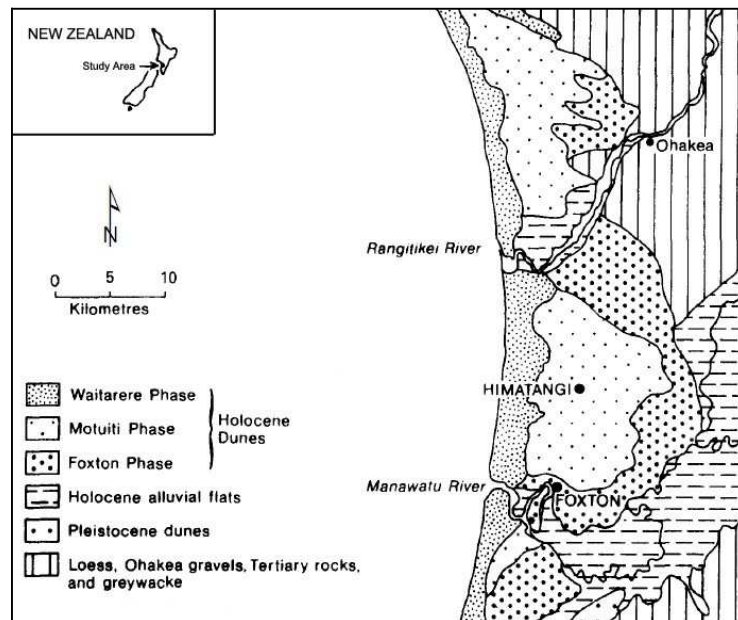 NEW ZEALAND
Study Area
Ohakea
Rangitikei River
N
0 5 10
Kilometres
HIMATANGI
Waitarere Phase
Motuiti Phase
Foxton Phase
Holocene
Dunes
Manawatu River
FOXTON
Holocene alluvial flats
Pleistocene dunes
Loess, Ohakea gravels, Tertiary rocks,
and greywacke